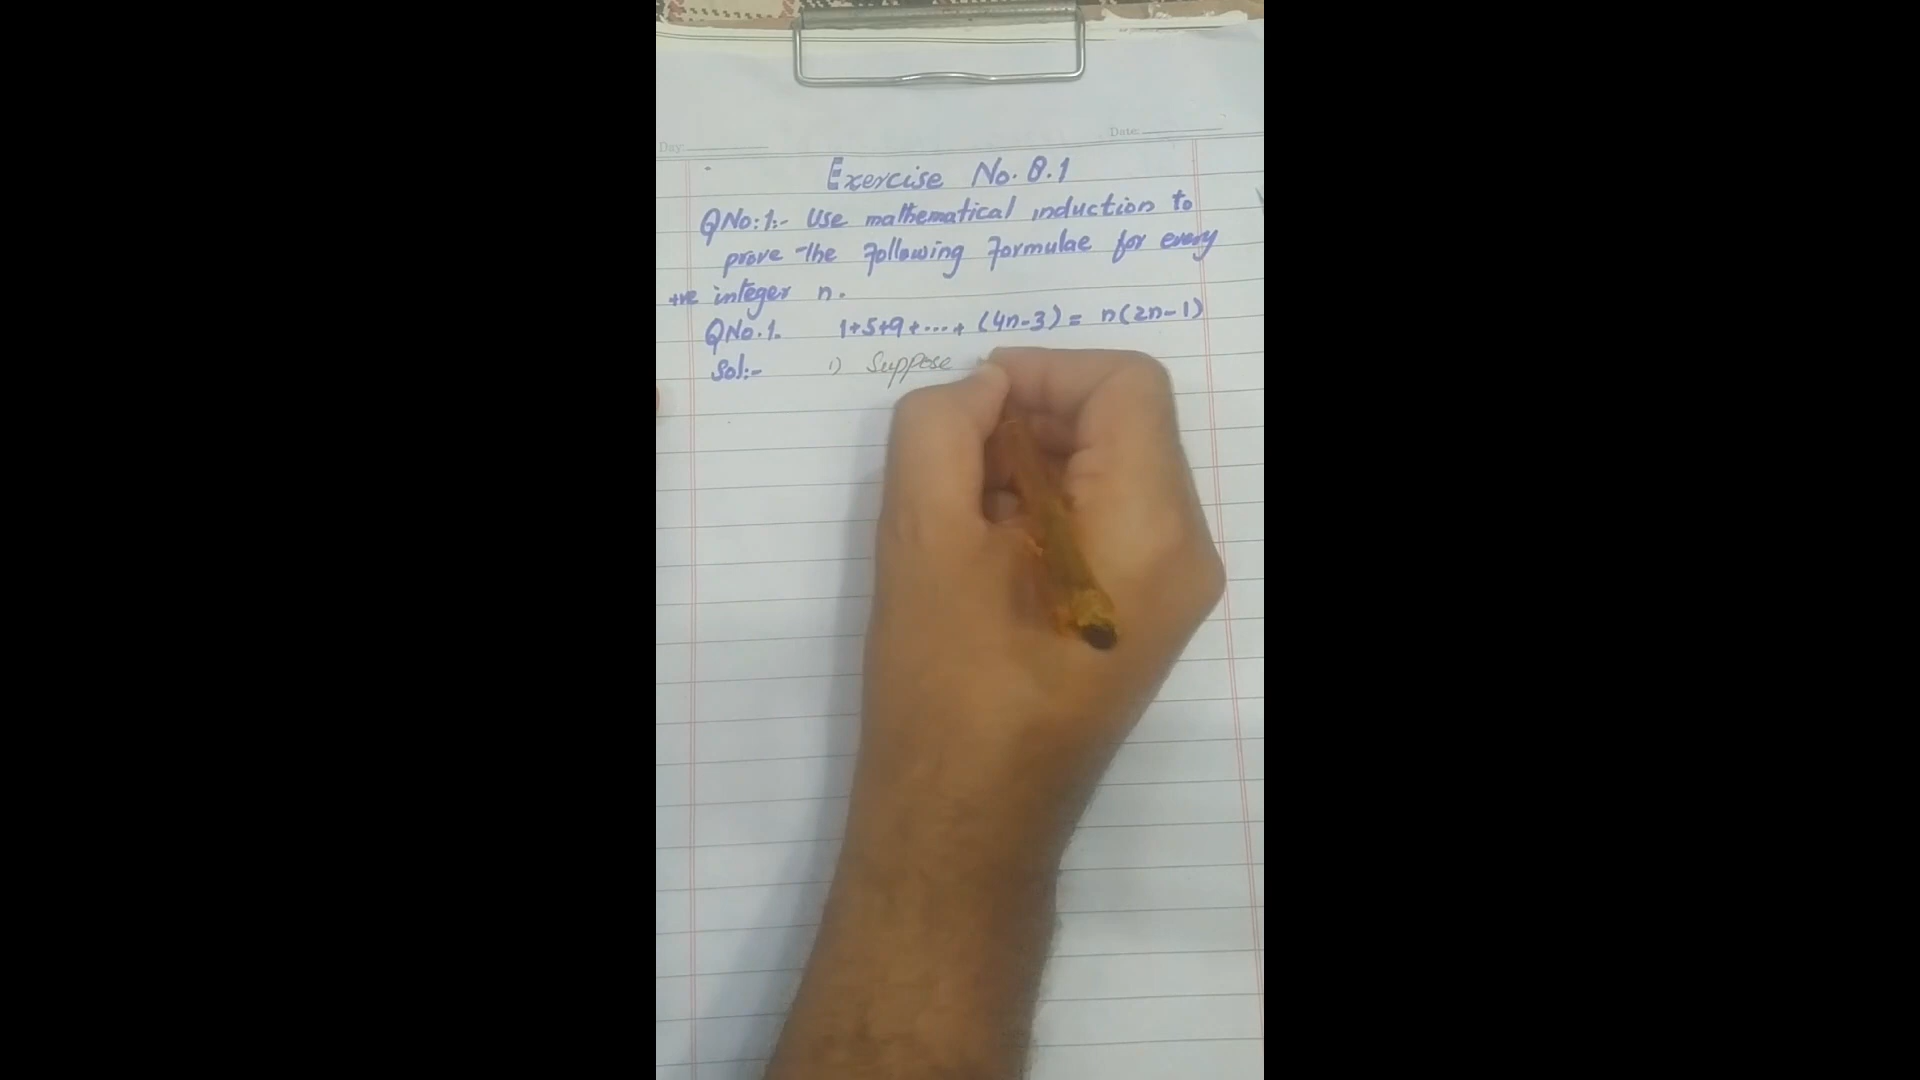 Date:
Day:
Exercise No. 8.1
QNo:1:- Use mathematical induction to
prove the following formulae for every
+ve integer n.
QNo.1. 1+5+9+...+ (4n-3) = n(2n-1)
Sol:- i) Suppose